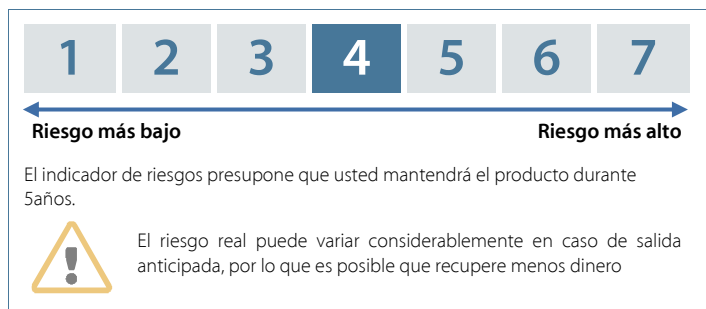 1 2 3 4 5 6 7
Riesgo más bajo Riesgo más alto
El indicador de riesgos presupone que usted mantendrá el producto durante
5años.
El riesgo real puede variar considerablemente en caso de salida
anticipada, por lo que es posible que recupere menos dinero